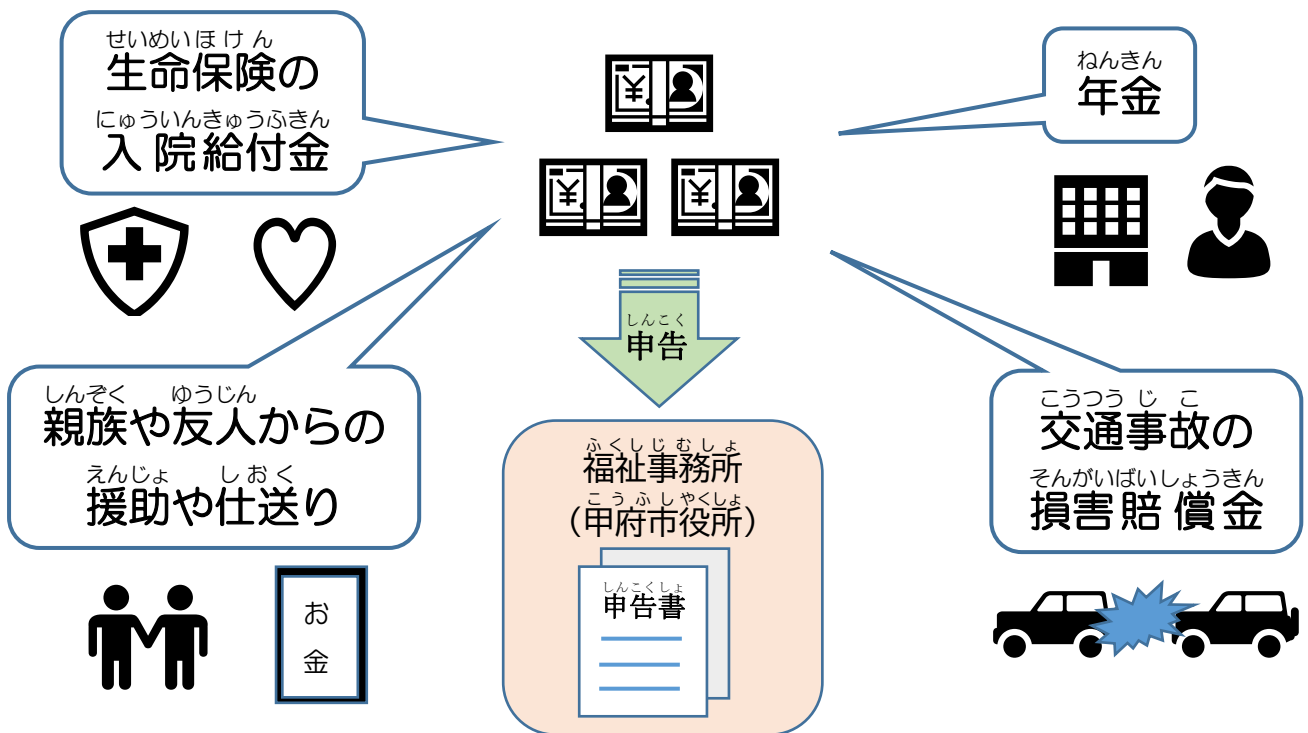 せいめいほけん
生命保険の
にゅういんきゅうふきん
入院給付金
ねんきん
年金
しんこく
申告
しんぞく ゆうじん
親族や友人からの
えんじょ しおく
援助や仕送り
お
金
ふくしじむしょ
福祉事務所
こうふしやくしょ
(甲府市役所)
しんこくしょ
申告書
こうつうじこ
交通事故の
そんがいばいしょうきん
損害賠償金